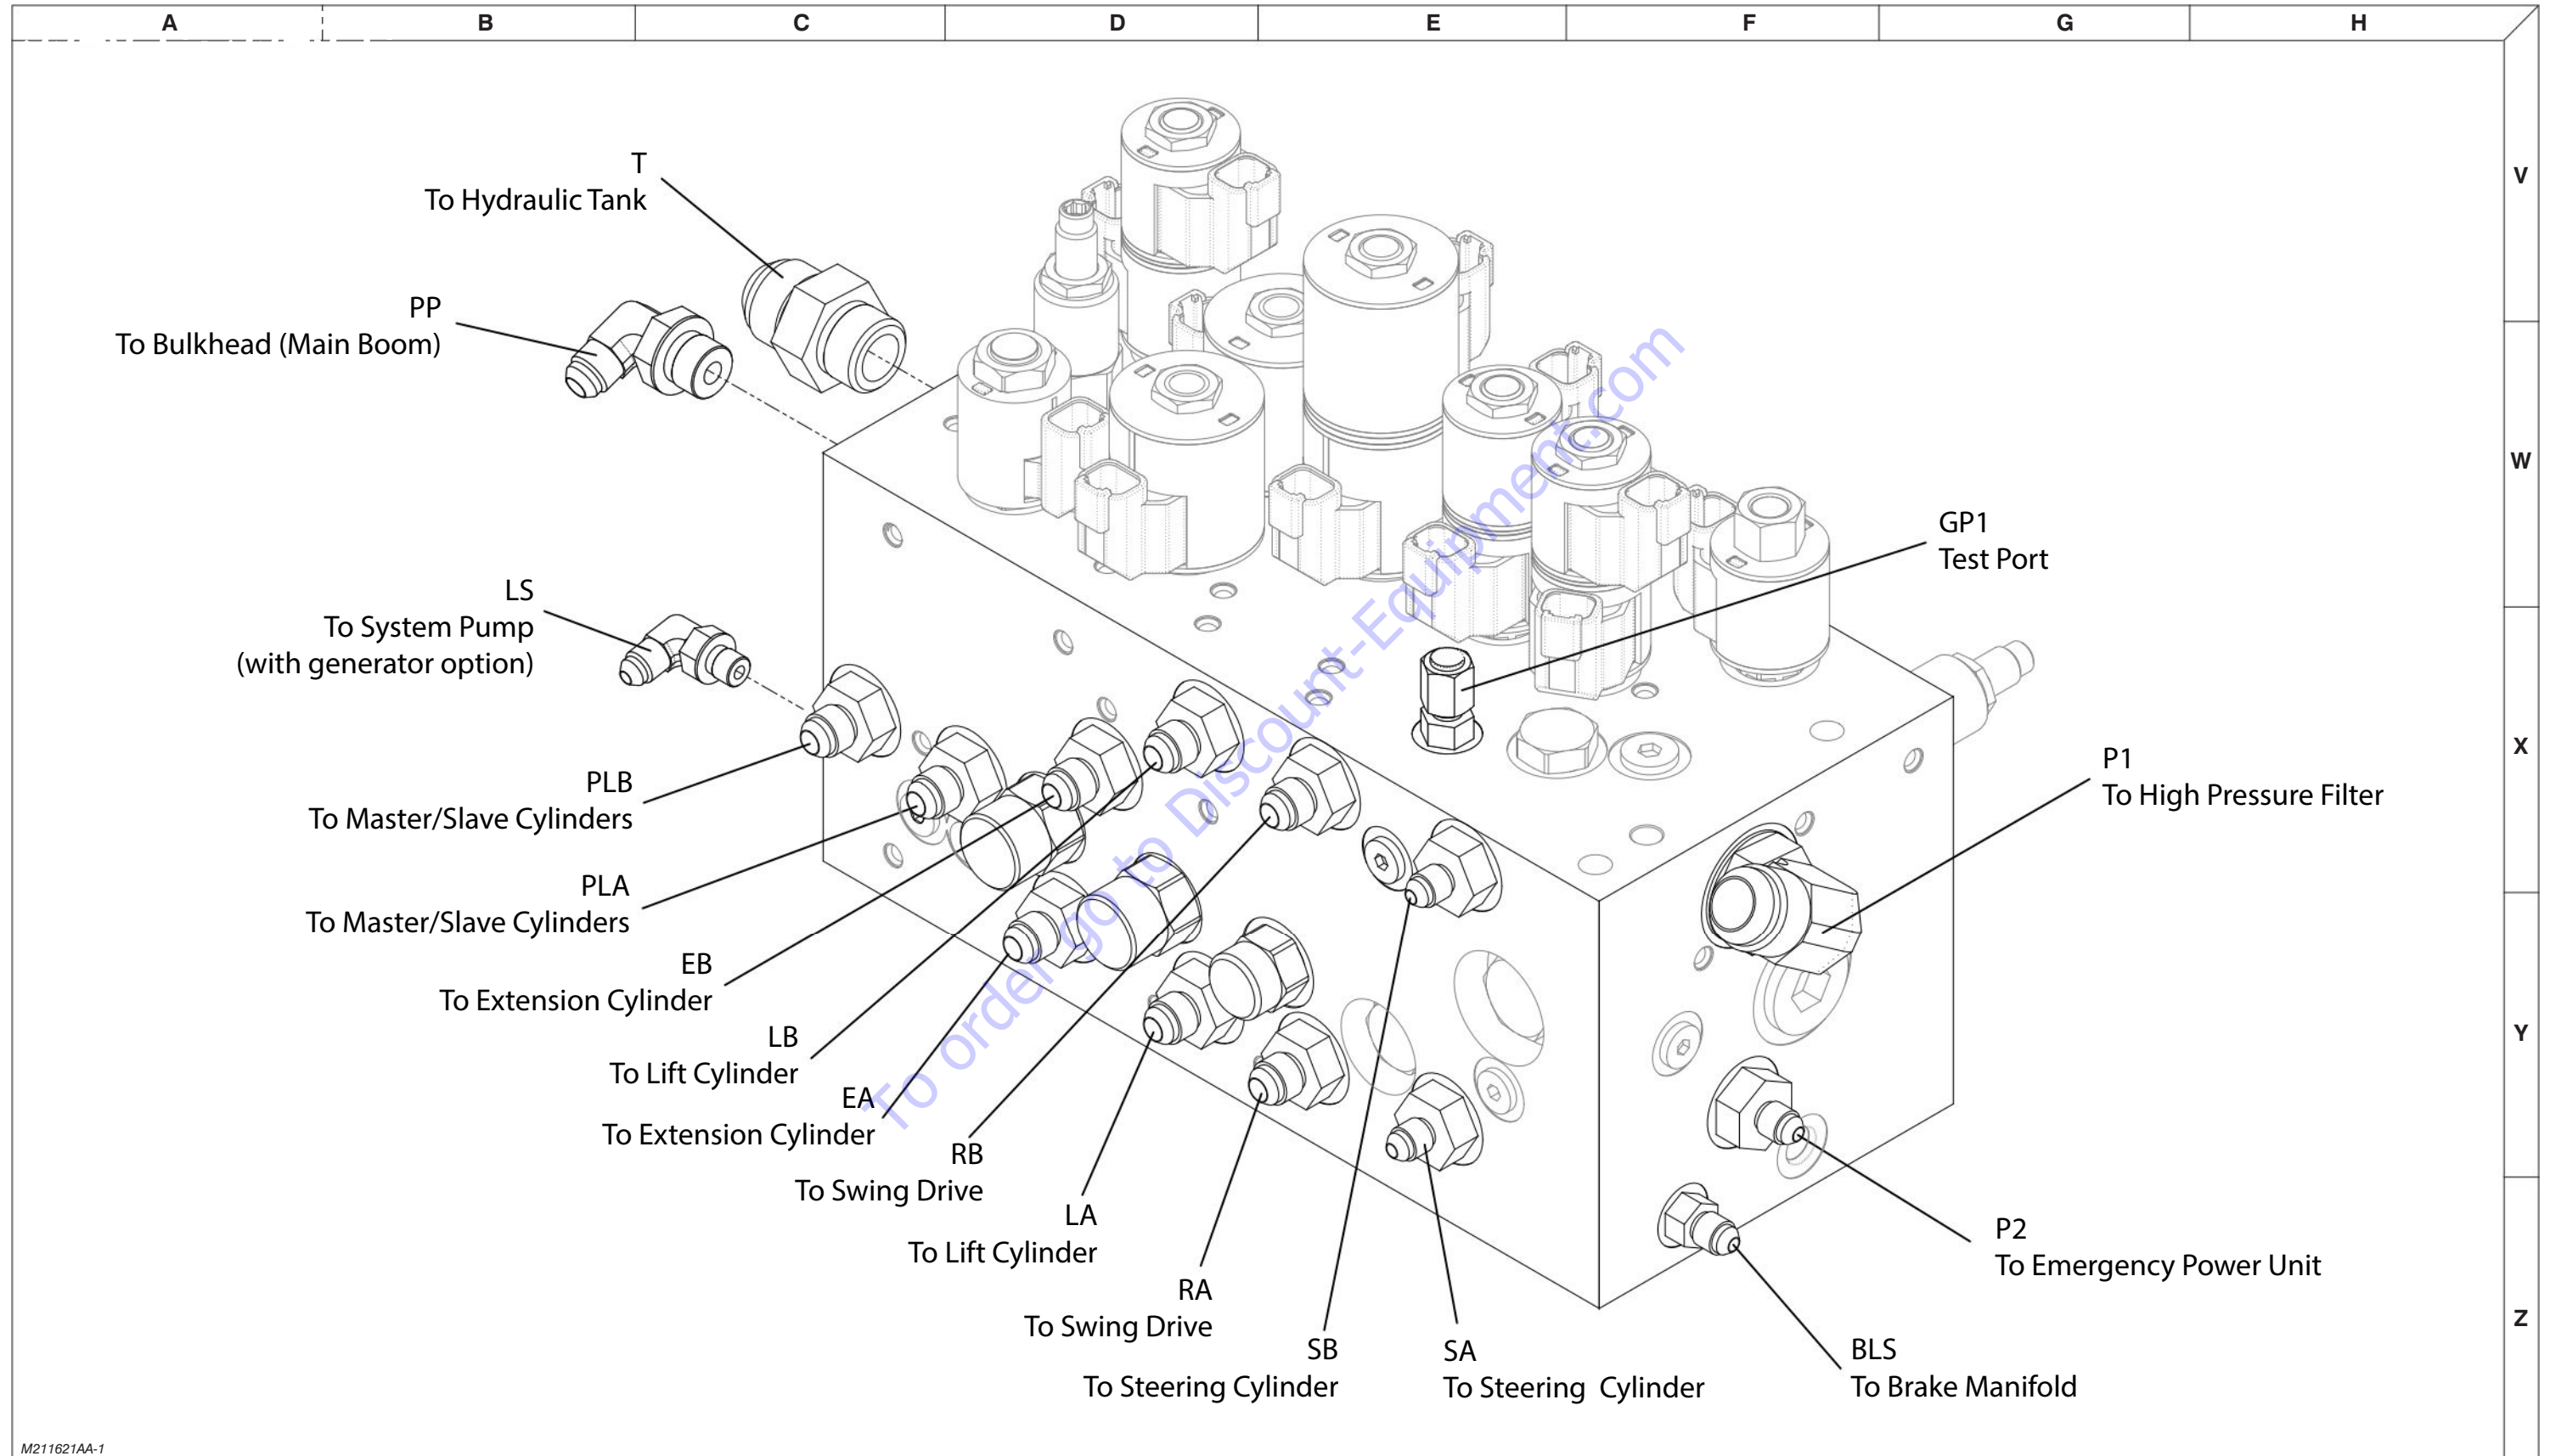 A B C D E F G H
V
T
To Hydraulic Tank
PP
To Bulkhead (Main Boom)
W
GP1
Test Port
LS
To System Pump
(with generator option)
X
P1
To High Pressure Filter
PLB
To Master/Slave Cylinders
PLA
To Master/Slave Cylinders
EB
To Extension Cylinder
LB
To Lift Cylinder
Y
EA
To Extension Cylinder
RB
To Swing Drive
LA
To Lift Cylinder
P2
To Emergency Power Unit
RA
To Swing Drive
Z
SB
To Steering Cylinder
SA
To Steering Cylinder
BLS
To Brake Manifold
To order go to Discount-Equipment.com
M211621AA-1